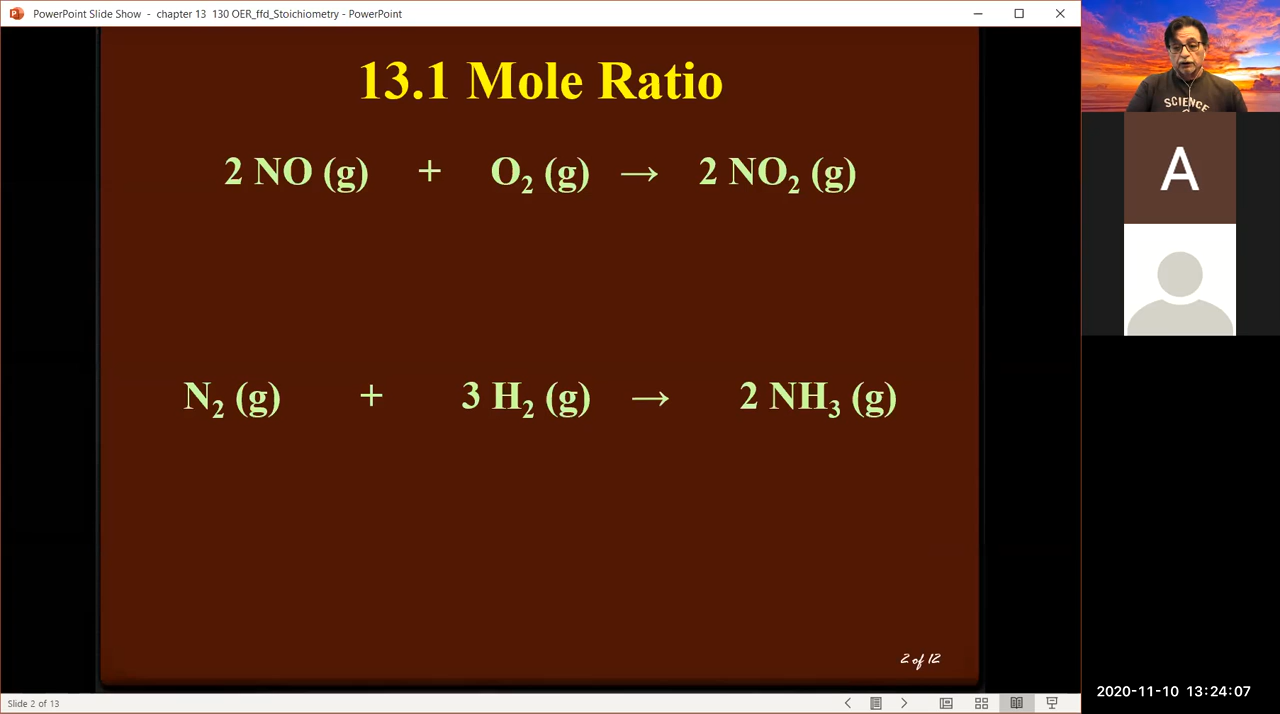 PowerPoint Slide Show - chapter 13 130 OER_ffd_Stoichiometry - PowerPoint
13.1 Mole Ratio
2 NO (g) + O₂ (g) → 2 NO₂ (g)
N₂ (g) + 3 H₂ (g) → 2 NH₃ (g)
2 of 12
Slide 2 of 13
SCIENCE
A
2020-11-10 13:24:07